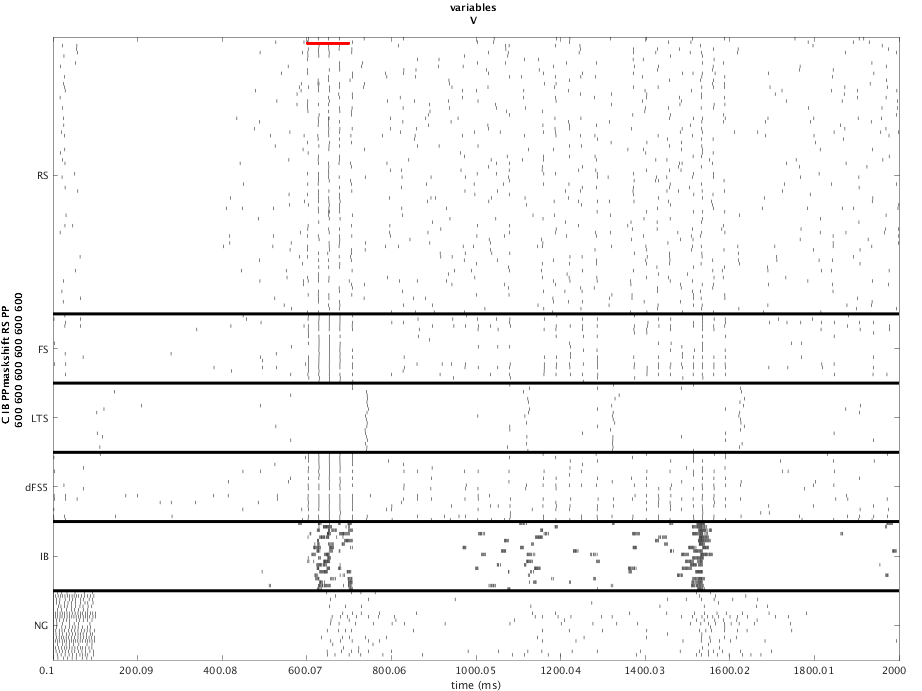 variables
V
C IB PPmaskshift RS PP
600 600 600 600 600 600 600
RS
FS
LTS
dFS5
IB
NG
0.1 200.09 400.08 600.07 800.06 1000.05 1200.04 1400.03 1600.02 1800.01 2000
time (ms)